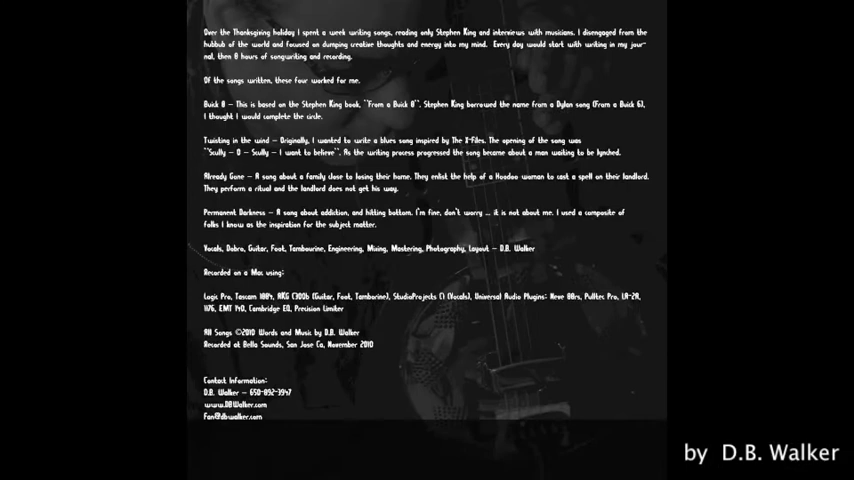 Over the Thanksgiving holiday I spent a week writing songs, reading only Stephen King and interviews with musicians. I disengaged from the
hubbub of the world and focused on dumping creative thoughts and energy into my mind. Every day would start with writing in my jour-
nal, then 8 hours of songwriting and recording.
Of the songs written, these four worked for me.
Buick 8 – This is based on the Stephen King book, ``From a Buick 8''. Stephen King borrowed the name from a Dylan song (From a Buick 6),
I thought I would complete the circle.
Twisting in the wind – Originally, I wanted to write a blues song inspired by The X-Files. The opening of the song was
``Scully – O – Scully – I want to believe''. As the writing process progressed the song became about a man waiting to be lynched.
Already Gone – A song about a family close to losing their home. They enlist the help of a Hoodoo woman to cast a spell on their landlord.
They perform a ritual and the landlord does not get his way.
Permanent Darkness – A song about addiction, and hitting bottom. I'm fine, don't worry ... it is not about me. I used a composite of
folks I know as the inspiration for the subject matter.
Vocals, Dobro, Guitar, Foot, Tambourine, Engineering, Mixing, Mastering, Photography, Layout – D.B. Walker
Recorded on a Mac using:
Logic Pro, Tascam 1884, AKG C300b (Guitar, Foot, Tamborine), StudioProjects C1 (Vocals), Universal Audio Plugins: Neve 88rs, Pulltec Pro, LA-2A,
1176, EMT 140, Cambridge EQ, Precision Limiter
All Songs ©2010 Words and Music by D.B. Walker
Recorded at Bella Sounds, San Jose Ca, November 2010
Contact Information:
D.B. Walker – 650-892-3947
www.DBWalker.com
Fan@dbwalker.com
by D.B. Walker